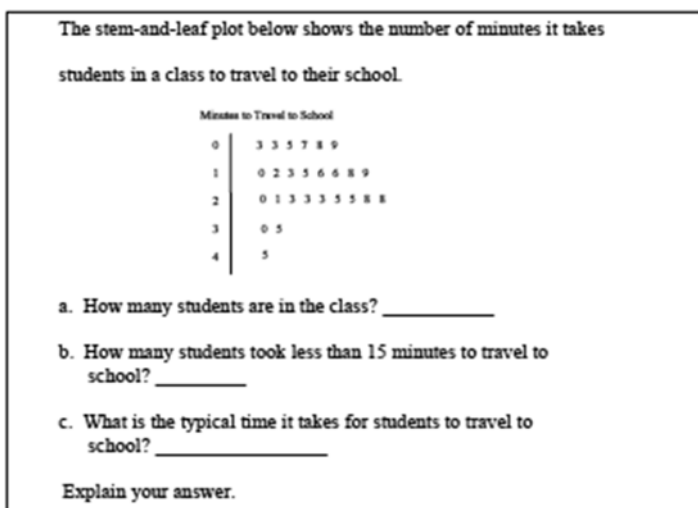 The stem-and-leaf plot below shows the number of minutes it takes
students in a class to travel to their school.
Minutes to Travel to School
0 3 3 5 7 8 9
1 0 2 3 5 6 6 8 9
2 0 1 3 3 3 5 5 8 8
3 0 5
4 5
a. How many students are in the class?
b. How many students took less than 15 minutes to travel to
school?
c. What is the typical time it takes for students to travel to
school?
Explain your answer.